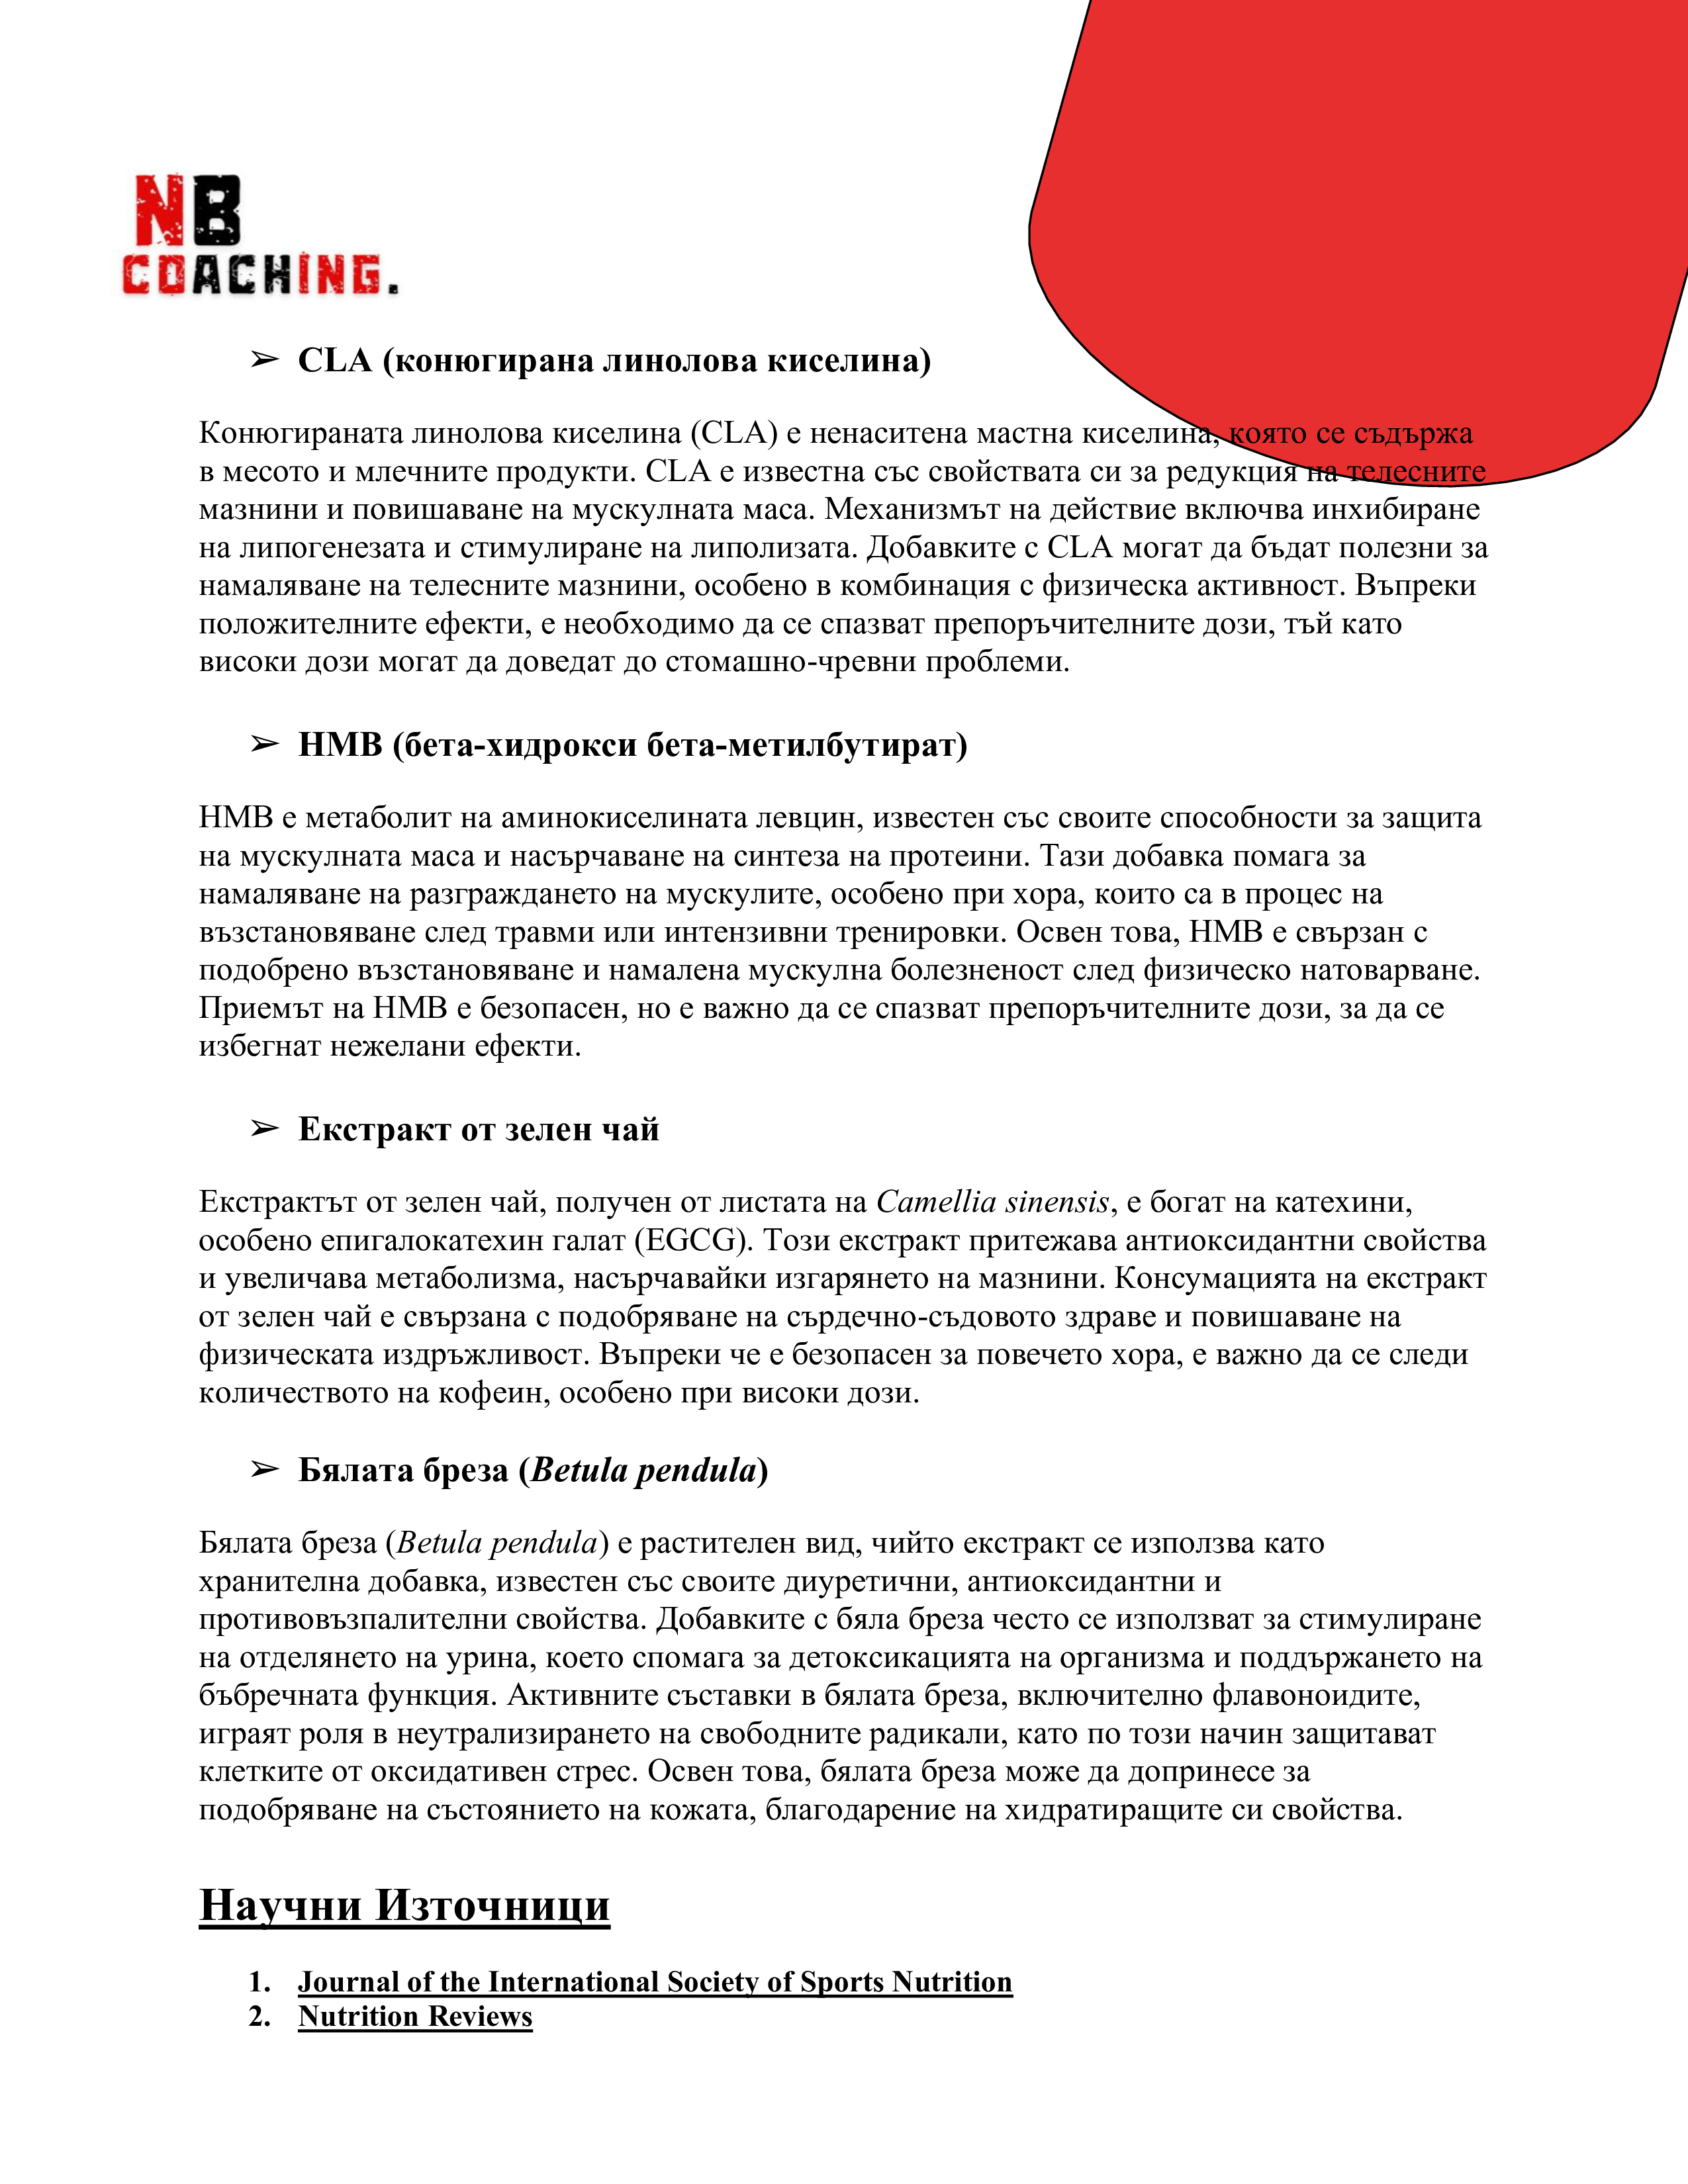 NB
COACHING.
➢ CLA (конюгирана линолова киселина)
Конюгираната линолова киселина (CLA) е ненаситена мастна киселина, която се съдържа
в месото и млечните продукти. CLA е известна със свойствата си за редукция на телесните
мазнини и повишаване на мускулната маса. Механизмът на действие включва инхибиране
на липогенезата и стимулиране на липолизата. Добавките с CLA могат да бъдат полезни за
намаляване на телесните мазнини, особено в комбинация с физическа активност. Въпреки
положителните ефекти, е необходимо да се спазват препоръчителните дози, тъй като
високи дози могат да доведат до стомашно-чревни проблеми.
➢ HMB (бета-хидрокси бета-метилбутират)
HMB е метаболит на аминокиселината левцин, известен със своите способности за защита
на мускулната маса и насърчаване на синтеза на протеини. Тази добавка помага за
намаляване на разграждането на мускулите, особено при хора, които са в процес на
възстановяване след травми или интензивни тренировки. Освен това, HMB е свързан с
подобрено възстановяване и намалена мускулна болезненост след физическо натоварване.
Приемът на HMB е безопасен, но е важно да се спазват препоръчителните дози, за да се
избегнат нежелани ефекти.
➢ Екстракт от зелен чай
Екстрактът от зелен чай, получен от листата на Camellia sinensis, е богат на катехини,
особено епигалокатехин галат (EGCG). Този екстракт притежава антиоксидантни свойства
и увеличава метаболизма, насърчавайки изгарянето на мазнини. Консумацията на екстракт
от зелен чай е свързана с подобряване на сърдечно-съдовото здраве и повишаване на
физическата издръжливост. Въпреки че е безопасен за повечето хора, е важно да се следи
количеството на кофеин, особено при високи дози.
➢ Бялата бреза (Betula pendula)
Бялата бреза (Betula pendula) е растителен вид, чийто екстракт се използва като
хранителна добавка, известен със своите диуретични, антиоксидантни и
противовъзпалителни свойства. Добавките с бяла бреза често се използват за стимулиране
на отделянето на урина, което спомага за детоксикацията на организма и поддържането на
бъбречната функция. Активните съставки в бялата бреза, включително флавоноидите,
играят роля в неутрализирането на свободните радикали, като по този начин защитават
клетките от оксидативен стрес. Освен това, бялата бреза може да допринесе за
подобряване на състоянието на кожата, благодарение на хидратиращите си свойства.
Научни Източници
1. Journal of the International Society of Sports Nutrition
2. Nutrition Reviews